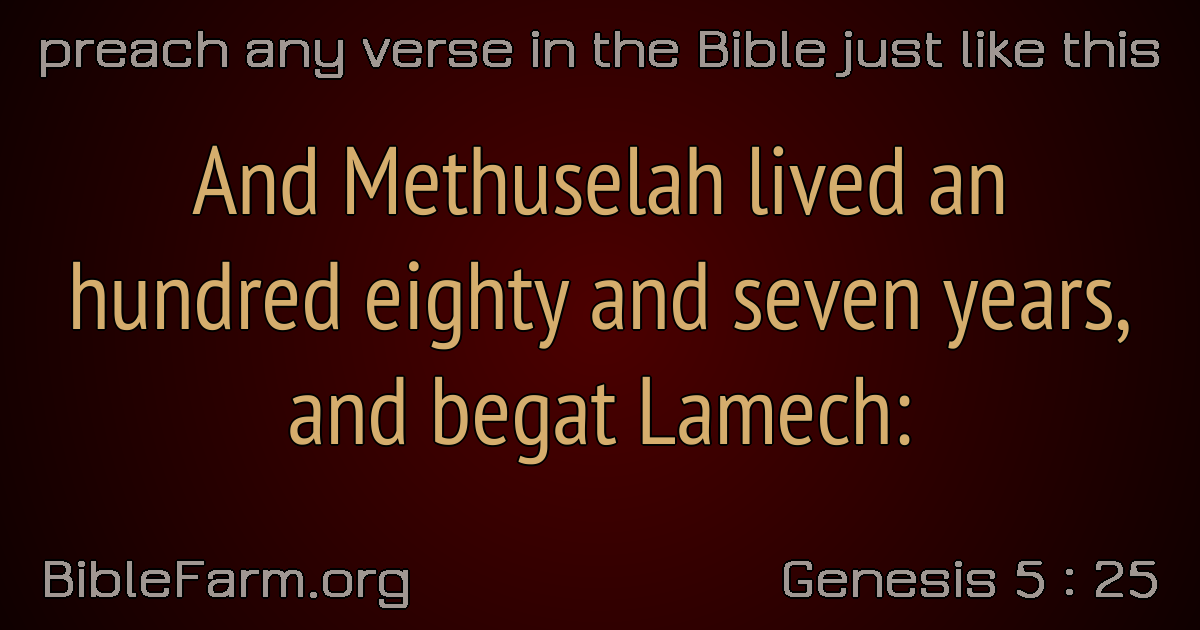 preach any verse in the Bible just like this
And Methuselah lived an
hundred eighty and seven years,
and begat Lamech:
BibleFarm.org
Genesis 5 : 25